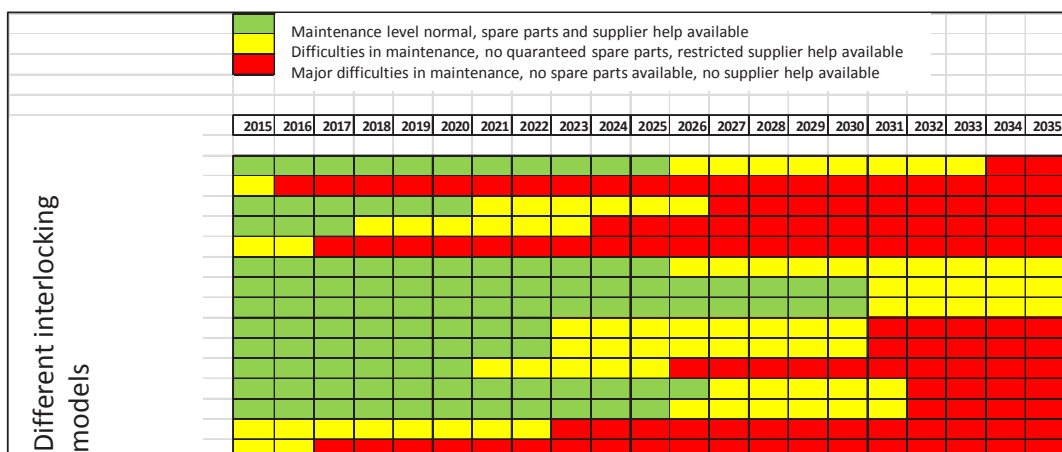 Maintenance level normal, spare parts and supplier help available
Difficulties in maintenance, no quaranteed spare parts, restricted supplier help available
Major difficulties in maintenance, no spare parts available, no supplier help available
2015 2016 2017 2018 2019 2020 2021 2022 2023 2024 2025 2026 2027 2028 2029 2030 2031 2032 2033 2034 2035
Different interlocking
models